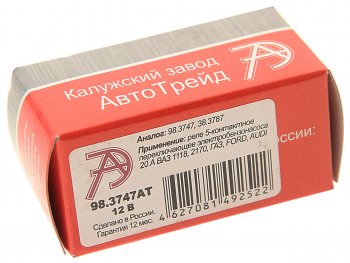 Калужский завод
АвтоТрейд
Аналог: 98.3747, 38.3787
Применение: реле 5-контактное
переключающее электробензонасоса
20 А ВАЗ 1118, 2170, ГАЗ, FORD, AUDI
98.3747АТ
12 В
Сделано в России.
Гарантия 12 мес.
4 627081 492522
оссии: